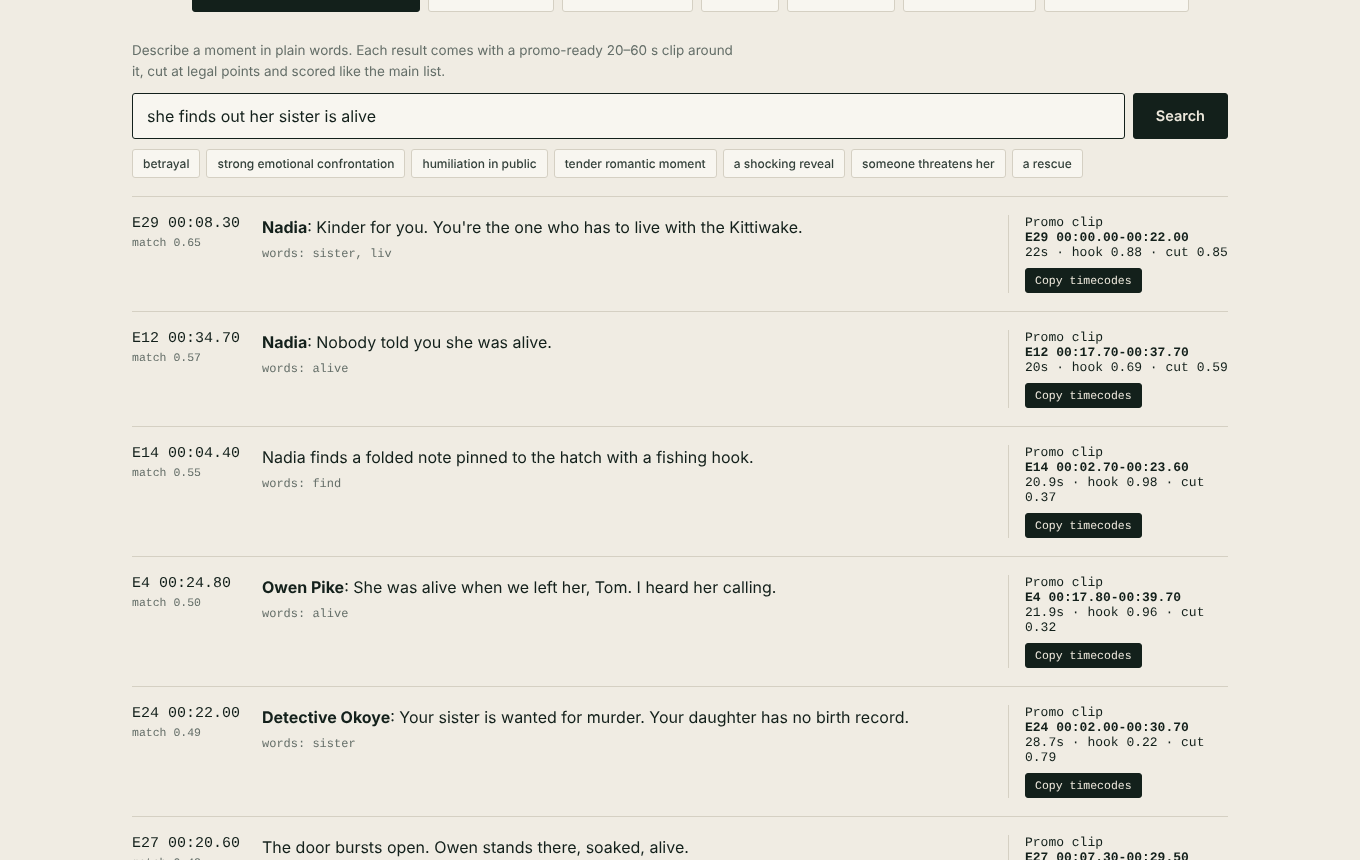 Describe a moment in plain words. Each result comes with a promo-ready 20–60 s clip around
it, cut at legal points and scored like the main list.
she finds out her sister is alive
Search
betrayal
strong emotional confrontation
humiliation in public
tender romantic moment
a shocking reveal
someone threatens her
a rescue
E29 00:08.30
match 0.65
Nadia: Kinder for you. You're the one who has to live with the Kittiwake.
words: sister, liv
Promo clip
E29 00:00.00-00:22.00
22s · hook 0.88 · cut 0.85
Copy timecodes
E12 00:34.70
match 0.57
Nadia: Nobody told you she was alive.
words: alive
Promo clip
E12 00:17.70-00:37.70
20s · hook 0.69 · cut 0.59
Copy timecodes
E14 00:04.40
match 0.55
Nadia finds a folded note pinned to the hatch with a fishing hook.
words: find
Promo clip
E14 00:02.70-00:23.60
20.9s · hook 0.98 · cut
0.37
Copy timecodes
E4 00:24.80
match 0.50
Owen Pike: She was alive when we left her, Tom. I heard her calling.
words: alive
Promo clip
E4 00:17.80-00:39.70
21.9s · hook 0.96 · cut
0.32
Copy timecodes
E24 00:22.00
match 0.49
Detective Okoye: Your sister is wanted for murder. Your daughter has no birth record.
words: sister
Promo clip
E24 00:02.00-00:30.70
28.7s · hook 0.22 · cut
0.79
Copy timecodes
E27 00:20.60
The door bursts open. Owen stands there, soaked, alive.
Promo clip
E27 00:07.30-00:29.50